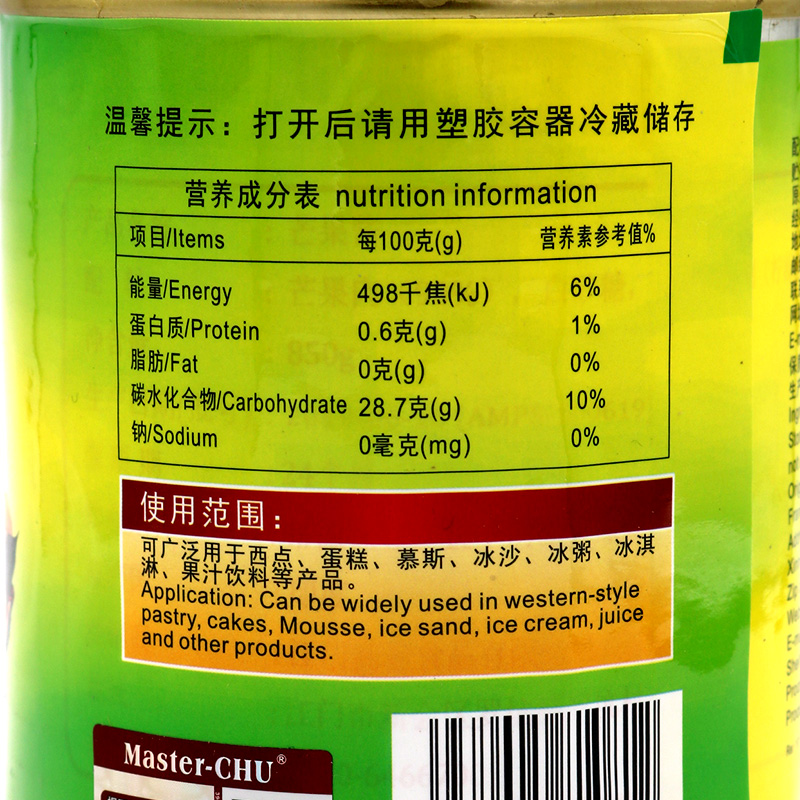 温馨提示：打开后请用塑胶容器冷藏储存
营养成分表 nutrition information
项目/Items 每100克(g) 营养素参考值%
能量/Energy 498千焦(kJ) 6%
蛋白质/Protein 0.6克(g) 1%
脂肪/Fat 0克(g) 0%
碳水化合物/Carbohydrate 28.7克(g) 10%
钠/Sodium 0毫克(mg) 0%
使用范围：
可广泛用于西点、蛋糕、慕斯、冰沙、冰粥、冰淇
淋、果汁饮料等产品。
Application: Can be widely used in western-style
pastry, cakes, Mousse, ice sand, ice cream, juice
and other products.
Master-CHU®